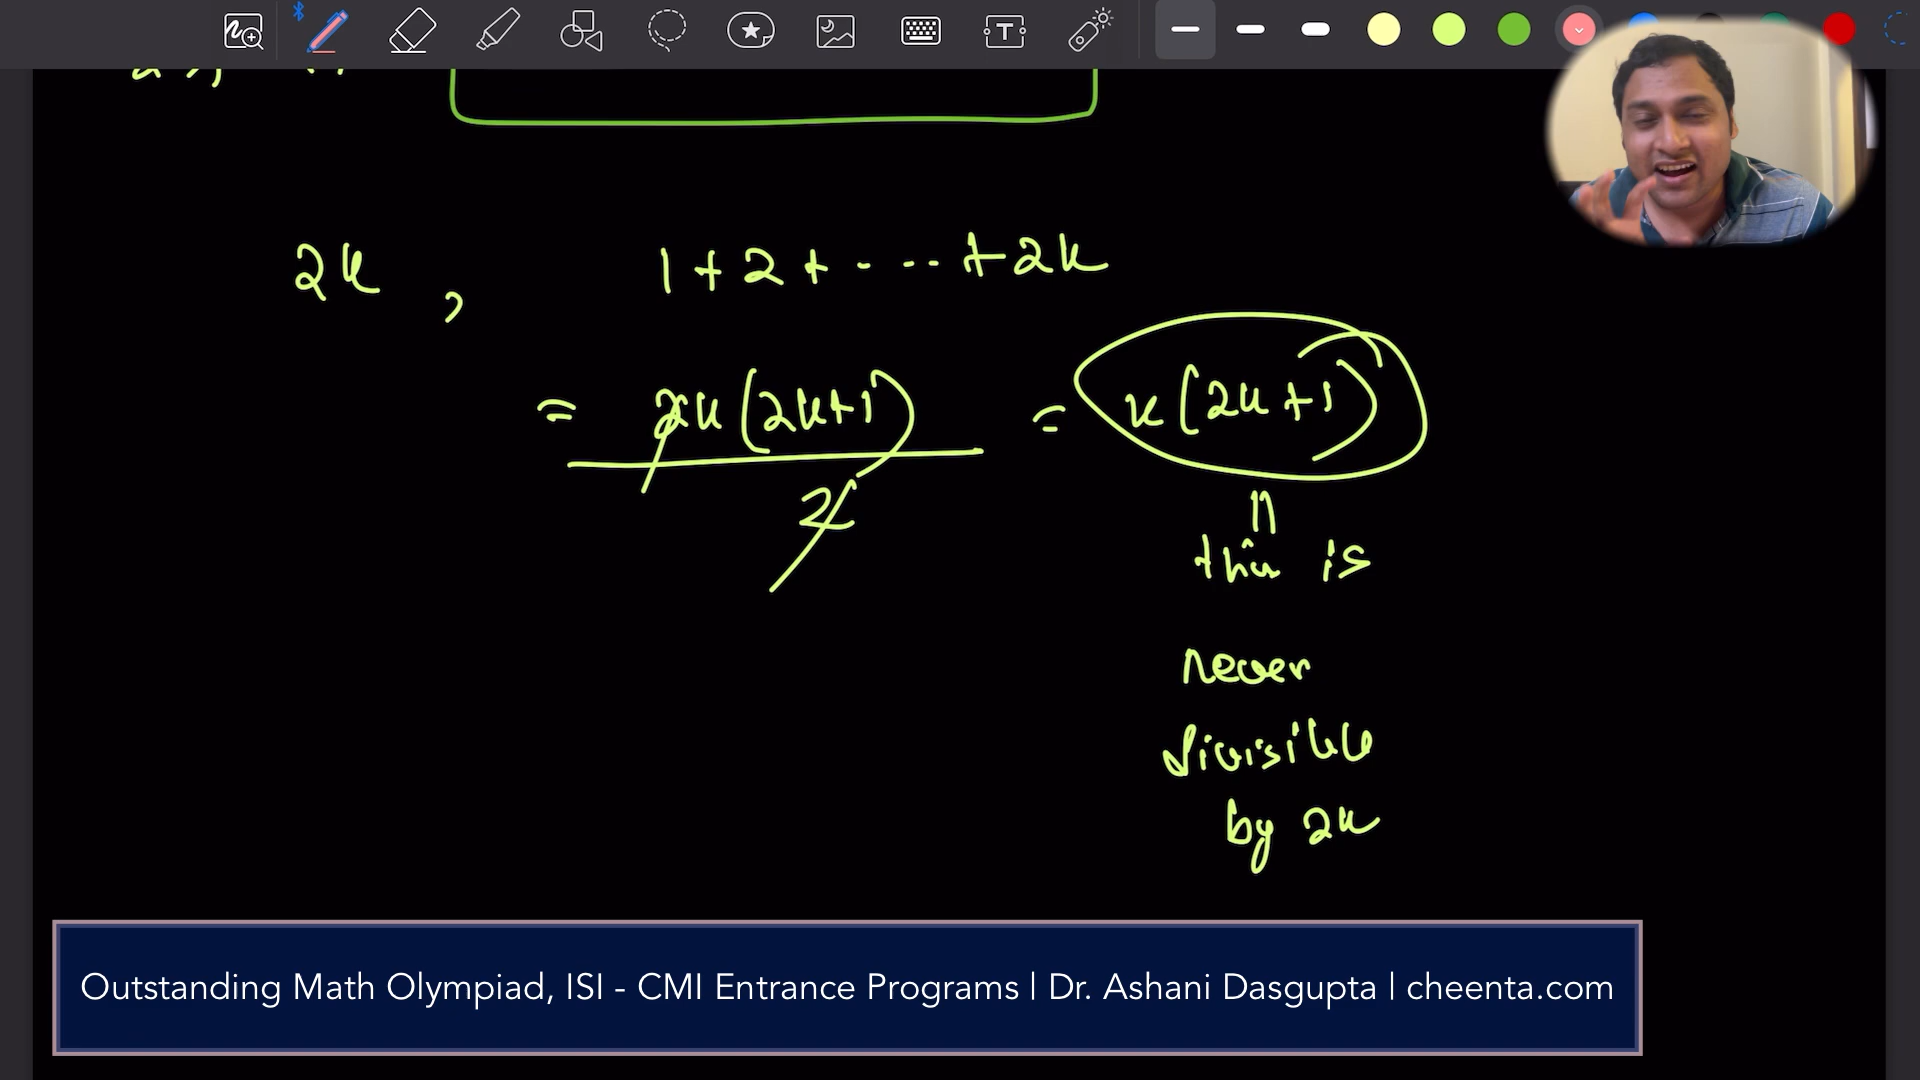 2k , 1+2+ - - - +2k
= 2k(2k+1) / 2 = k(2k+1)
this is
never
divisible
by 2k
Outstanding Math Olympiad, ISI - CMI Entrance Programs | Dr. Ashani Dasgupta | cheenta.com